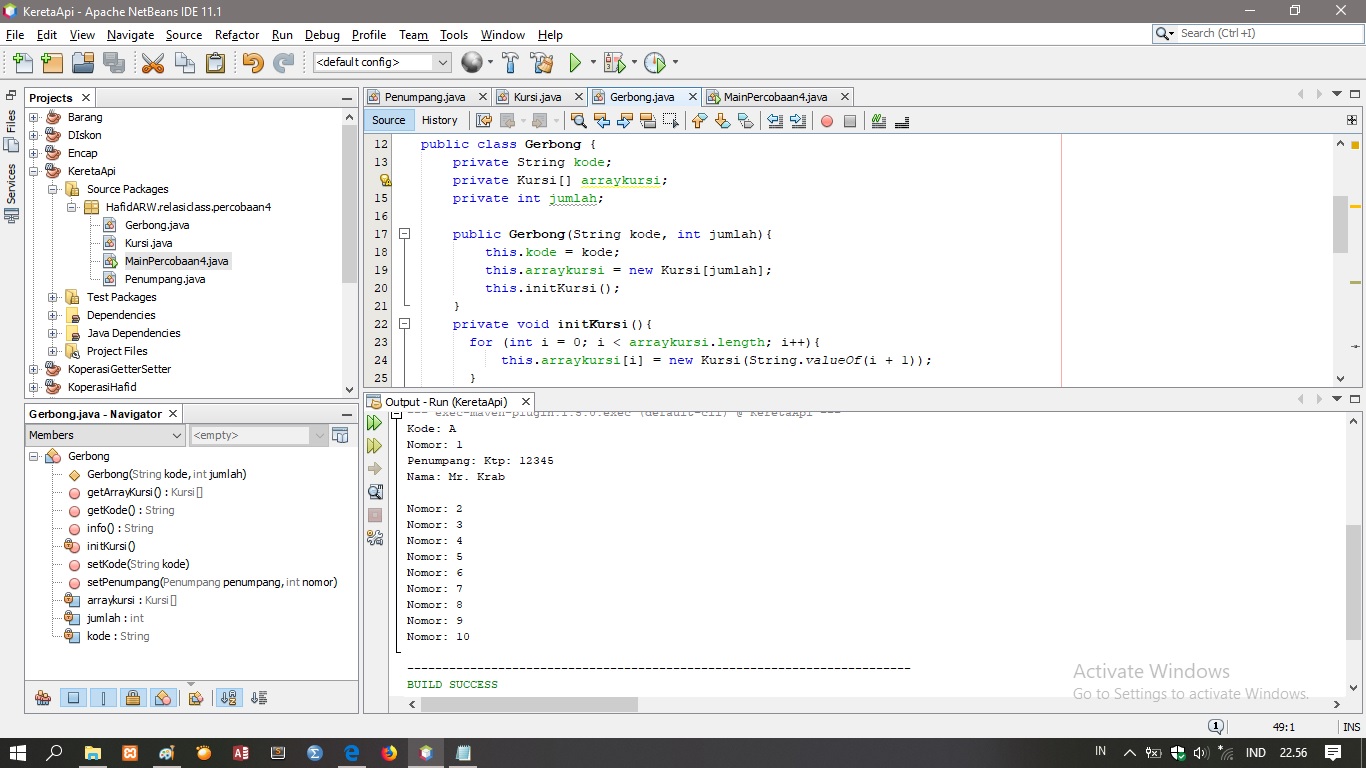 KeretaApi - Apache NetBeans IDE 11.1
File Edit View Navigate Source Refactor Run Debug Profile Team Tools Window Help
Search (Ctrl+I)
<default config>
Files
Services
Projects
Barang
DIskon
Encap
KeretaApi
Source Packages
HafidARW.relasiclass.percobaan4
Gerbong.java
Kursi.java
MainPercobaan4.java
Penumpang.java
Test Packages
Dependencies
Java Dependencies
Project Files
KoperasiGetterSetter
KoperasiHafid
Gerbong.java - Navigator
Members
<empty>
Gerbong
Gerbong(String kode, int jumlah)
getArrayKursi() : Kursi[]
getKode() : String
info() : String
initKursi()
setKode(String kode)
setPenumpang(Penumpang penumpang, int nomor)
arraykursi : Kursi[]
jumlah : int
kode : String
Penumpang.java Kursi.java Gerbong.java MainPercobaan4.java
Source History
12 public class Gerbong {
13 private String kode;
private Kursi[] arraykursi;
15 private int jumlah;
16
17 public Gerbong(String kode, int jumlah){
18 this.kode = kode;
19 this.arraykursi = new Kursi[jumlah];
20 this.initKursi();
21 }
22 private void initKursi(){
23 for (int i = 0; i < arraykursi.length; i++){
24 this.arraykursi[i] = new Kursi(String.valueOf(i + 1));
25 }
Output - Run (KeretaApi)
--- exec-maven-plugin:1.5.0:exec (default-cli) @ KeretaApi ---
Kode: A
Nomor: 1
Penumpang: Ktp: 12345
Nama: Mr. Krab
Nomor: 2
Nomor: 3
Nomor: 4
Nomor: 5
Nomor: 6
Nomor: 7
Nomor: 8
Nomor: 9
Nomor: 10
------------------------------------------------------------------------
BUILD SUCCESS
Activate Windows
Go to Settings to activate Windows.
1 49:1 INS
IN IND 22.56